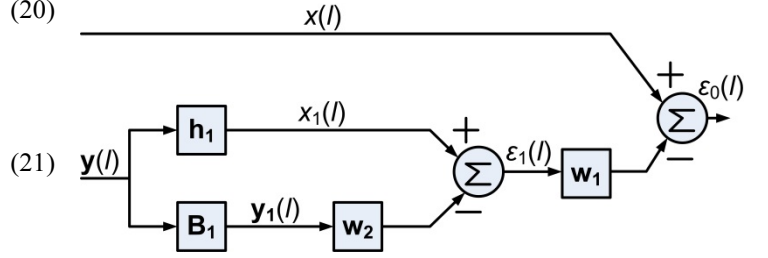 (20)
x(l)
+
ε₀(l)
Σ
−
h₁
x₁(l)
+
(21)
y(l)
ε₁(l)
Σ
w₁
−
B₁
y₁(l)
w₂